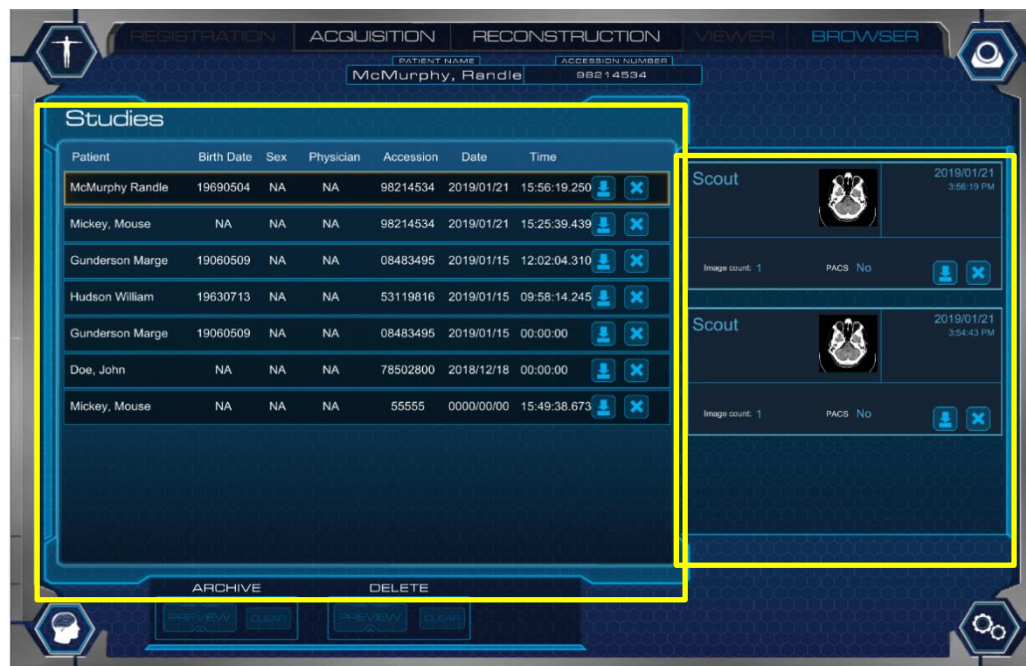 REGISTRATION ACQUISITION RECONSTRUCTION VIEWER BROWSER
PATIENT NAME ACCESSION NUMBER
McMurphy, Randle 98214534
Studies
Patient Birth Date Sex Physician Accession Date Time
McMurphy Randle 19690504 NA NA 98214534 2019/01/21 15:56:19.250
Mickey, Mouse NA NA NA 98214534 2019/01/21 15:25:39.439
Gunderson Marge 19060509 NA NA 08483495 2019/01/15 12:02:04.310
Hudson William 19630713 NA NA 53119816 2019/01/15 09:58:14.245
Gunderson Marge 19060509 NA NA 08483495 2019/01/15 00:00:00
Doe, John NA NA NA 78502800 2018/12/18 00:00:00
Mickey, Mouse NA NA NA 55555 0000/00/00 15:49:38.673
Scout 2019/01/21
3:56:19 PM
Image count: 1 PACS No
Scout 2019/01/21
3:54:43 PM
Image count: 1 PACS No
ARCHIVE DELETE
PREVIEW CLEAR PREVIEW CLEAR